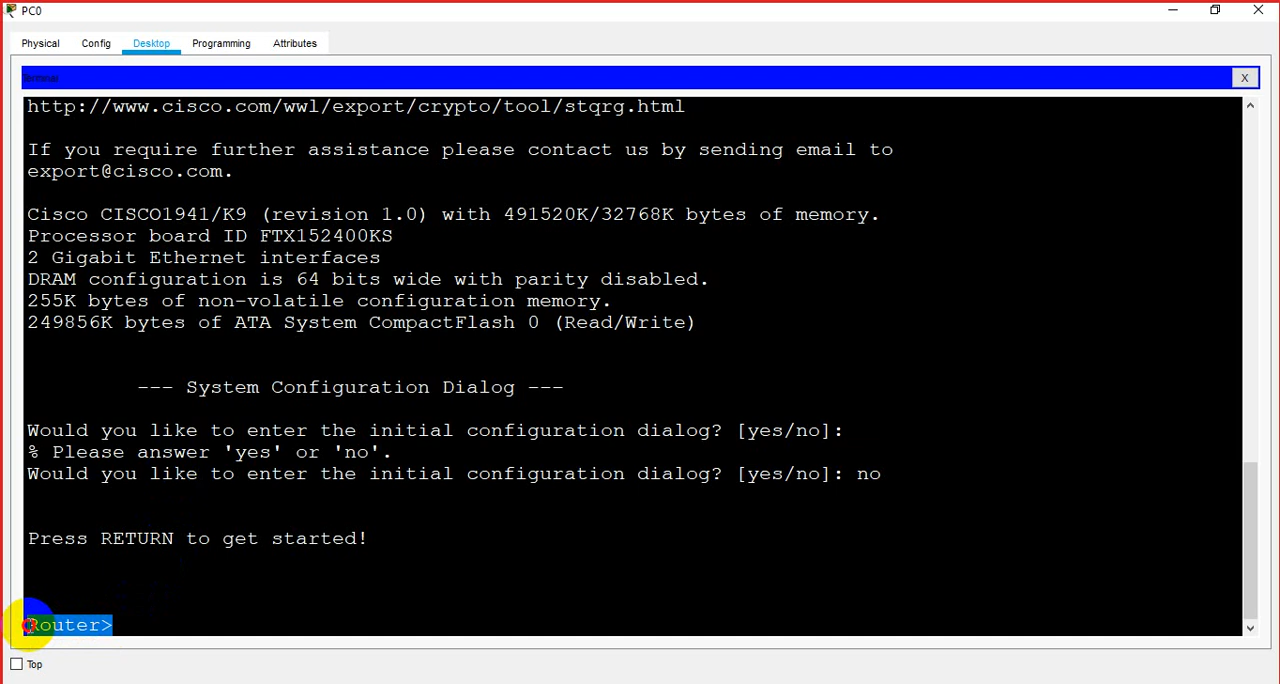 PC0
Physical Config Desktop Programming Attributes
Terminal
X
http://www.cisco.com/wwl/export/crypto/tool/stqrg.html
If you require further assistance please contact us by sending email to
export@cisco.com.
Cisco CISCO1941/K9 (revision 1.0) with 491520K/32768K bytes of memory.
Processor board ID FTX152400KS
2 Gigabit Ethernet interfaces
DRAM configuration is 64 bits wide with parity disabled.
255K bytes of non-volatile configuration memory.
249856K bytes of ATA System CompactFlash 0 (Read/Write)
--- System Configuration Dialog ---
Would you like to enter the initial configuration dialog? [yes/no]:
% Please answer 'yes' or 'no'.
Would you like to enter the initial configuration dialog? [yes/no]: no
Press RETURN to get started!
Router>
Top